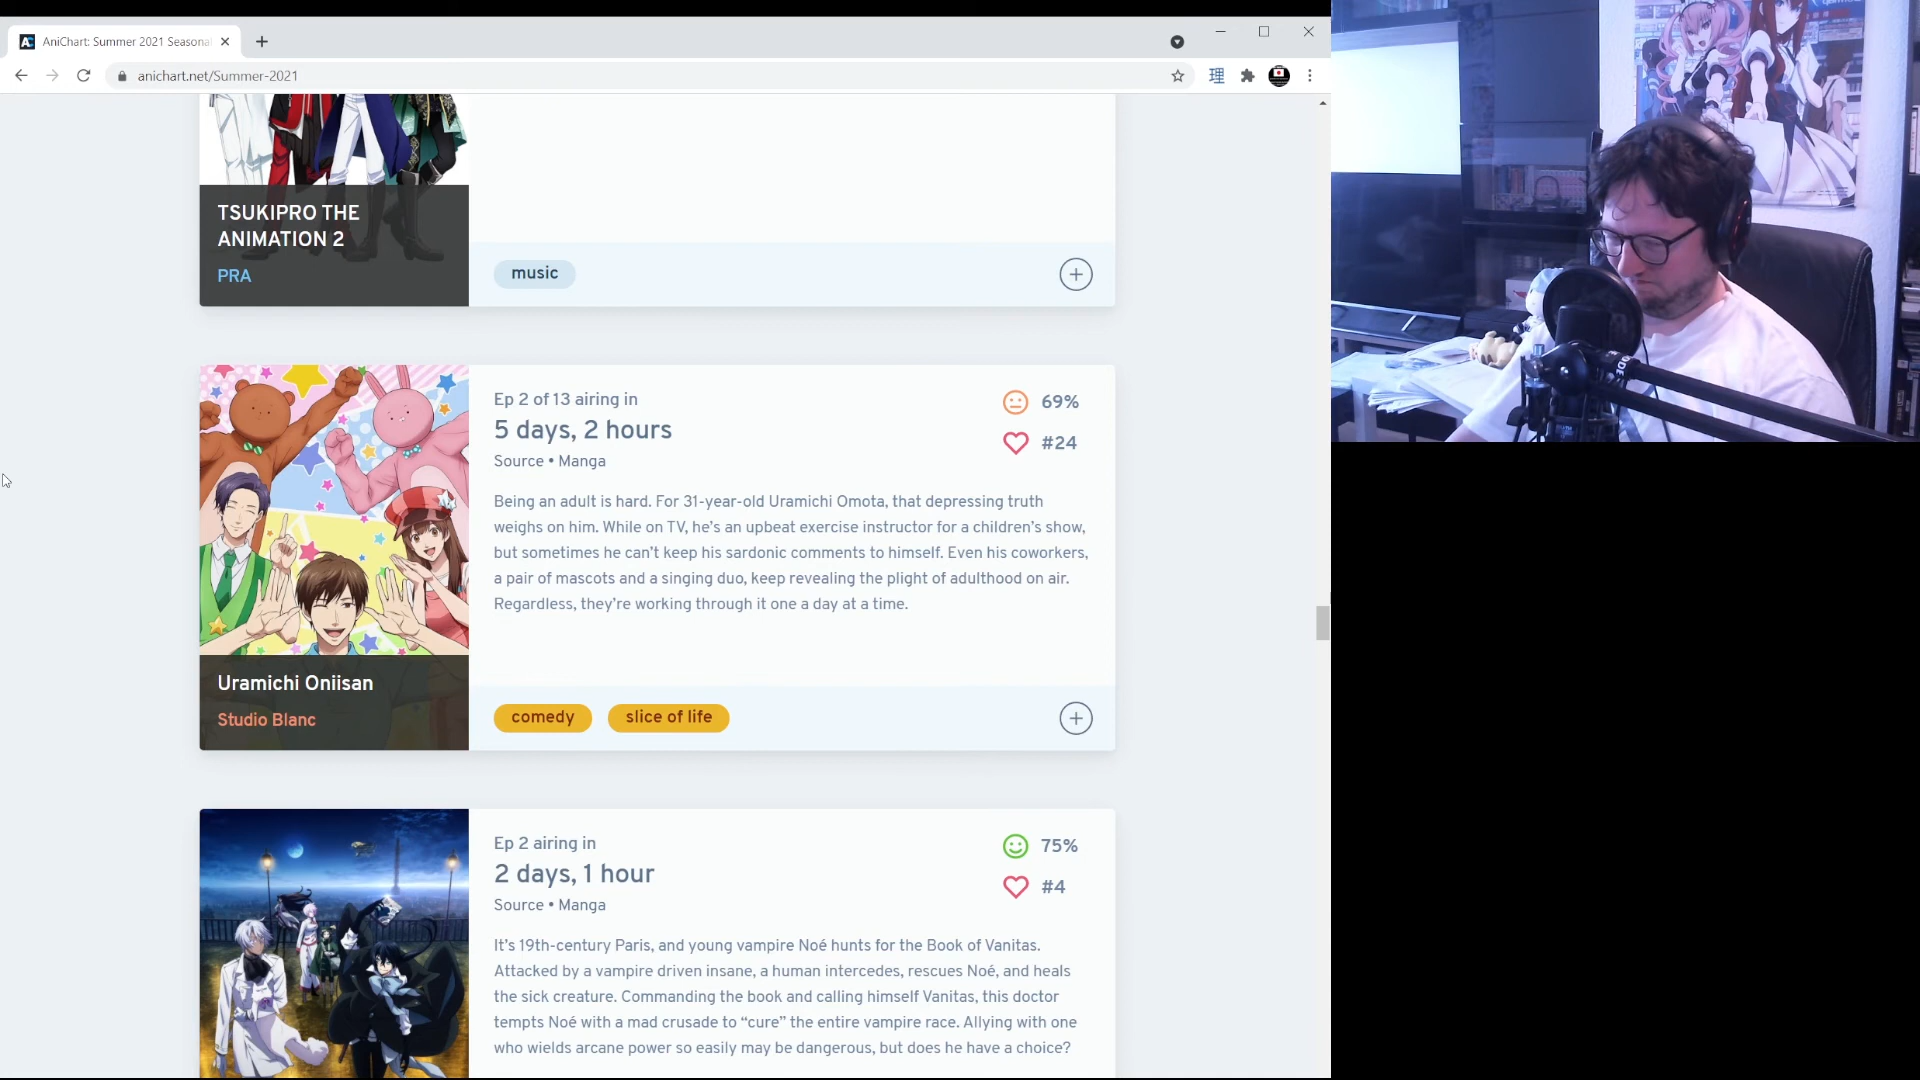 AniChart: Summer 2021 Seasona
anichart.net/Summer-2021
理
TSUKIPRO THE
ANIMATION 2
PRA
music
Ep 2 of 13 airing in
5 days, 2 hours
Source • Manga
69%
#24
Being an adult is hard. For 31-year-old Uramichi Omota, that depressing truth
weighs on him. While on TV, he’s an upbeat exercise instructor for a children’s show,
but sometimes he can’t keep his sardonic comments to himself. Even his coworkers,
a pair of mascots and a singing duo, keep revealing the plight of adulthood on air.
Regardless, they’re working through it one a day at a time.
Uramichi Oniisan
Studio Blanc
comedy
slice of life
Ep 2 airing in
2 days, 1 hour
Source • Manga
75%
#4
It’s 19th-century Paris, and young vampire Noé hunts for the Book of Vanitas.
Attacked by a vampire driven insane, a human intercedes, rescues Noé, and heals
the sick creature. Commanding the book and calling himself Vanitas, this doctor
tempts Noé with a mad crusade to “cure” the entire vampire race. Allying with one
who wields arcane power so easily may be dangerous, but does he have a choice?
RODE